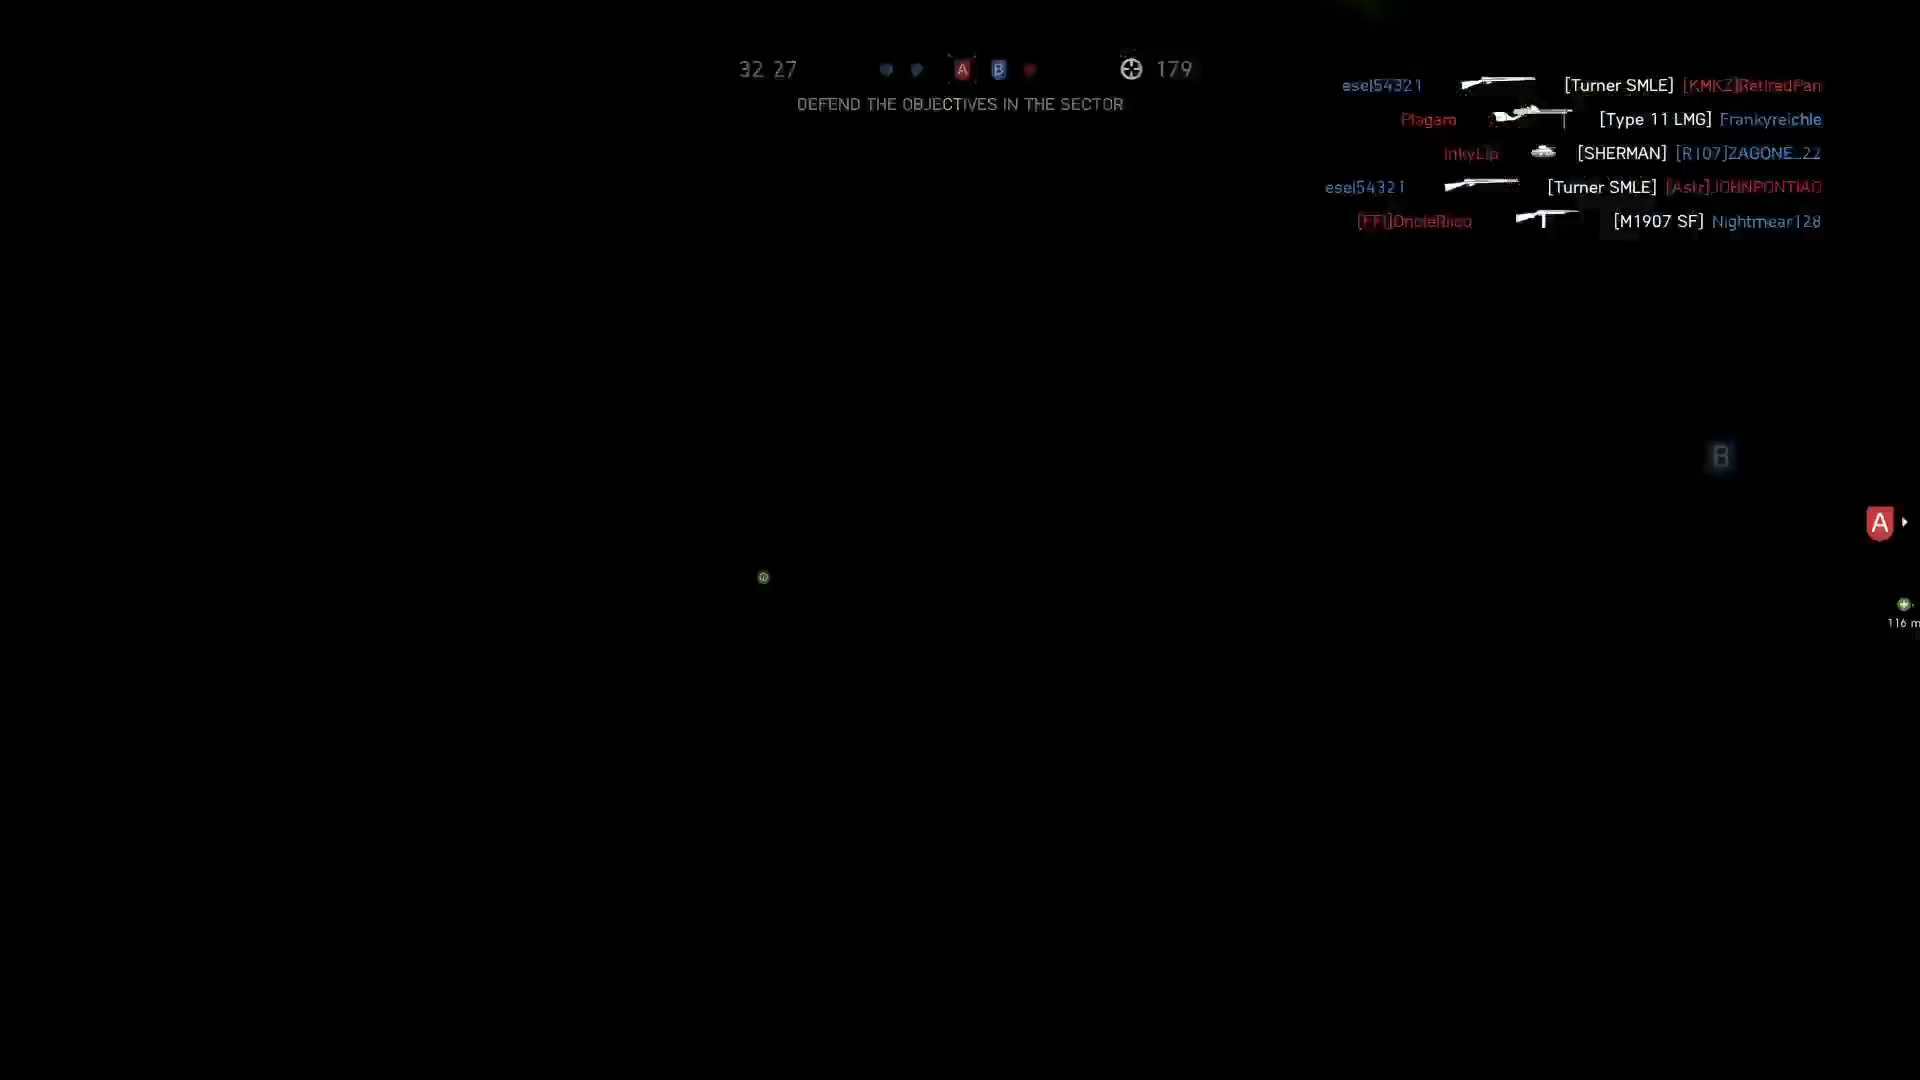 32 27 A B 179
DEFEND THE OBJECTIVES IN THE SECTOR
esel54321 [Turner SMLE] [KMKZ]RetiredPan
Plagam [Type 11 LMG] Frankyreichle
InkyLip [SHERMAN] [R107]ZAGONE_22
esel54321 [Turner SMLE] JOHNPONTIAC
[M1907 SF] Nightmear128
B
A
116 m